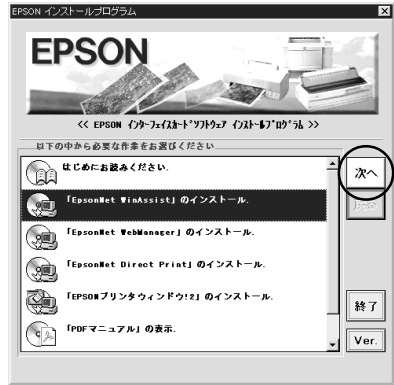 EPSON インストールプログラム
EPSON
<< EPSON インターフェイスカードソフトウェア インストールプログラム >>
以下の中から必要な作業をお選びください
はじめにお読みください.
「EpsonNet WinAssist」のインストール.
「EpsonNet WebManager」のインストール.
「EpsonNet Direct Print」のインストール.
「EPSONプリンタウィンドウ!2」のインストール.
「PDFマニュアル」の表示.
次へ
終了
Ver.